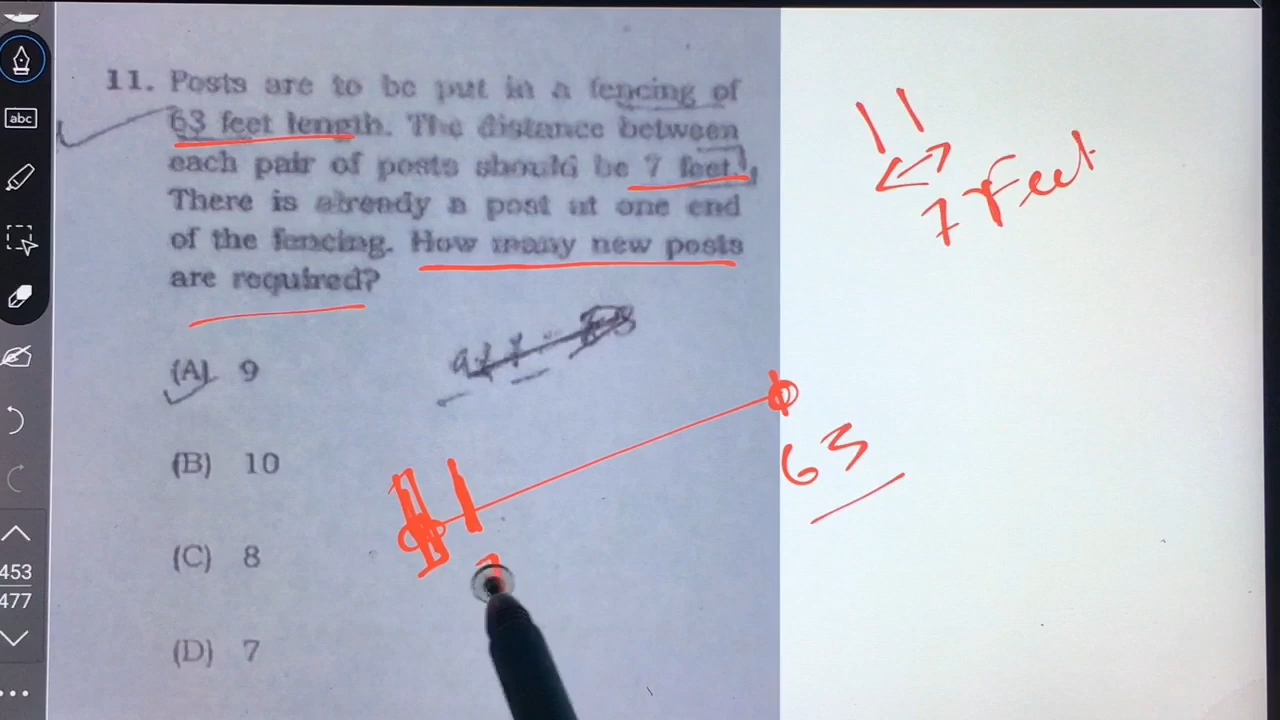 abc
453
477
11. Posts are to be put in a fencing of
63 feet length. The distance between
each pair of posts should be 7 feet.
There is already a post at one end
of the fencing. How many new posts
are required?
(A) 9
(B) 10
(C) 8
(D) 7
7 feet
63